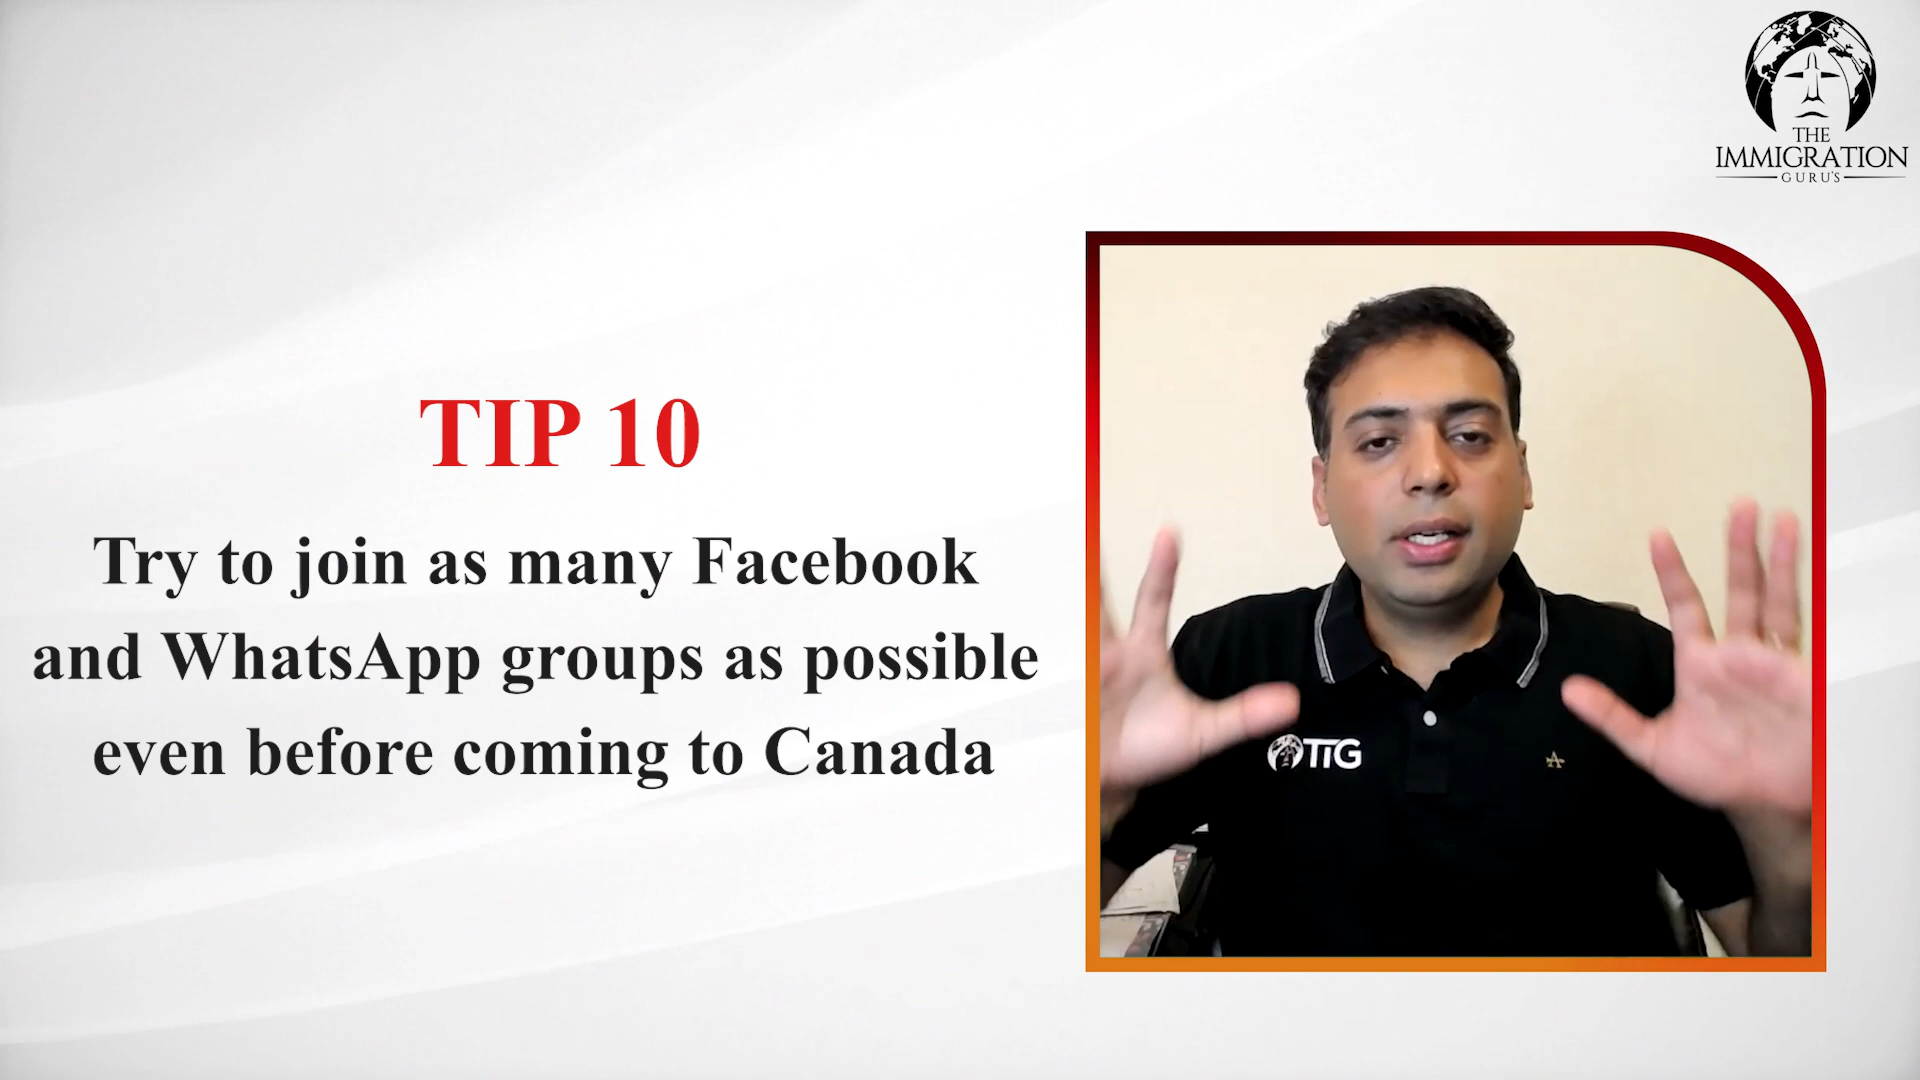 THE
IMMIGRATION
GURU'S
TIP 10
Try to join as many Facebook
and WhatsApp groups as possible
even before coming to Canada
TIG
A